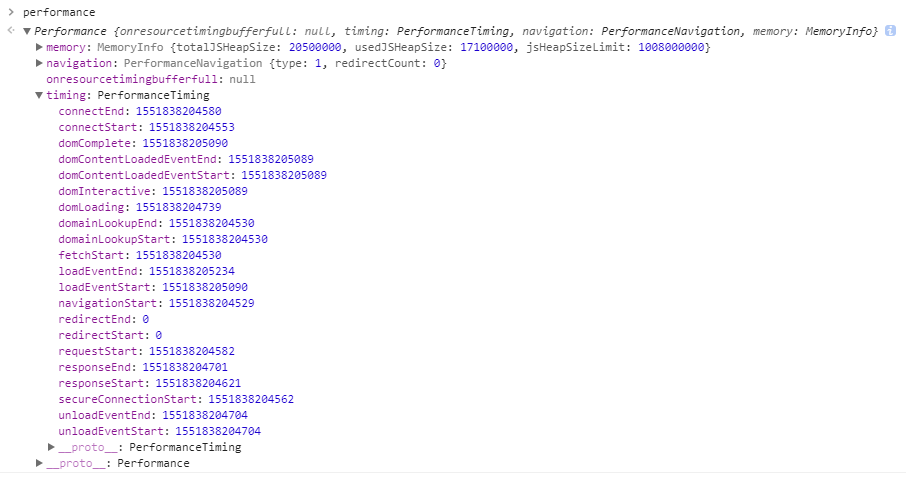 > performance
Performance {onresourcetimingbufferfull: null, timing: PerformanceTiming, navigation: PerformanceNavigation, memory: MemoryInfo}
memory: MemoryInfo {totalJSHeapSize: 20500000, usedJSHeapSize: 17100000, jsHeapSizeLimit: 1008000000}
navigation: PerformanceNavigation {type: 1, redirectCount: 0}
onresourcetimingbufferfull: null
timing: PerformanceTiming
connectEnd: 1551838204580
connectStart: 1551838204553
domComplete: 1551838205090
domContentLoadedEventEnd: 1551838205089
domContentLoadedEventStart: 1551838205089
domInteractive: 1551838205089
domLoading: 1551838204739
domainLookupEnd: 1551838204530
domainLookupStart: 1551838204530
fetchStart: 1551838204530
loadEventEnd: 1551838205234
loadEventStart: 1551838205090
navigationStart: 1551838204529
redirectEnd: 0
redirectStart: 0
requestStart: 1551838204582
responseEnd: 1551838204701
responseStart: 1551838204621
secureConnectionStart: 1551838204562
unloadEventEnd: 1551838204704
unloadEventStart: 1551838204704
__proto__: PerformanceTiming
__proto__: Performance